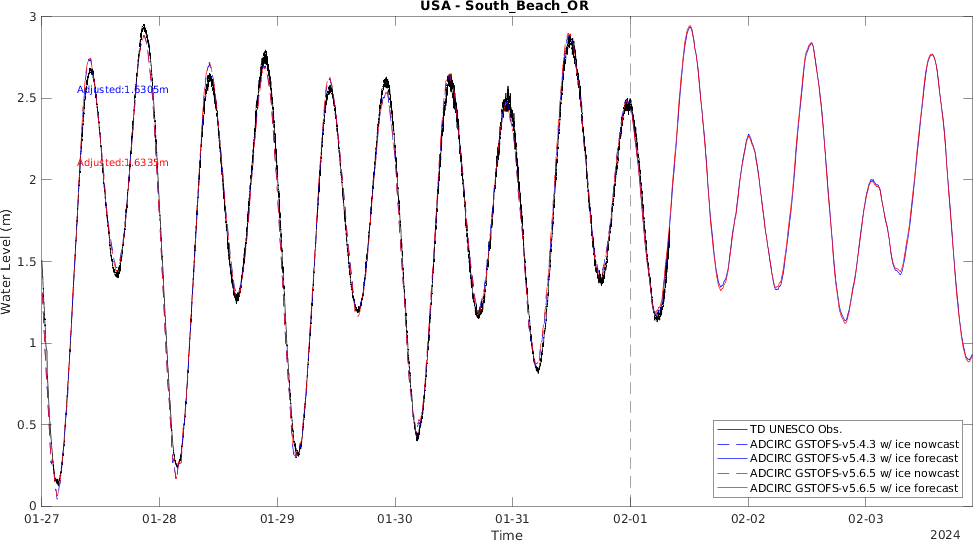 USA - South_Beach_OR
3
2.5
2
1.5
1
0.5
0
Water Level (m)
Adjusted:1.6305m
Adjusted:1.6335m
TD UNESCO Obs.
ADCIRC GSTOFS-v5.4.3 w/ ice nowcast
ADCIRC GSTOFS-v5.4.3 w/ ice forecast
ADCIRC GSTOFS-v5.6.5 w/ ice nowcast
ADCIRC GSTOFS-v5.6.5 w/ ice forecast
01-27 01-28 01-29 01-30 01-31 02-01 02-02 02-03
Time
2024